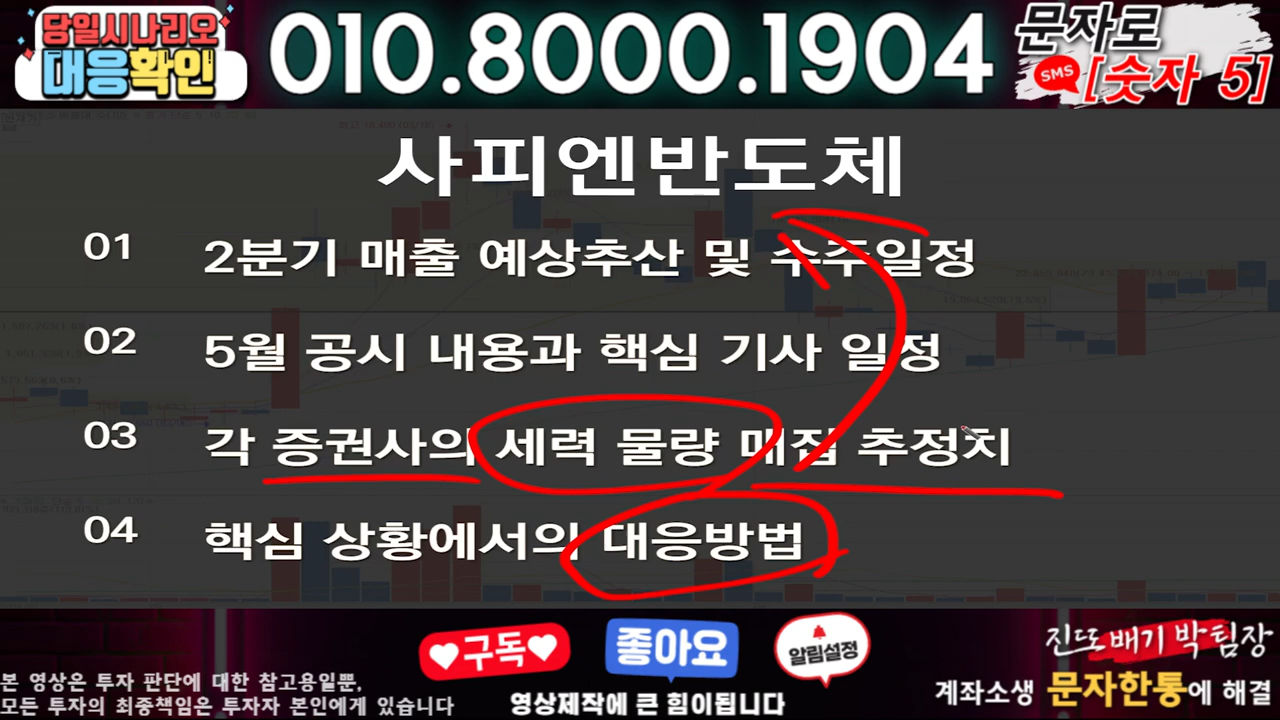 당일시나리오
대응확인
010.8000.1904
문자로
SMS [숫자 5]
사피엔반도체
01 2분기 매출 예상추산 및 수주일정
02 5월 공시 내용과 핵심 기사 일정
03 각 증권사의 세력 물량 매집 추정치
04 핵심 상황에서의 대응방법
구독
좋아요
알림설정
영상제작에 큰 힘이됩니다
본 영상은 투자 판단에 대한 참고용일뿐,
모든 투자의 최종책임은 투자자 본인에게 있습니다
진또배기 박팀장
계좌소생 문자한통에 해결